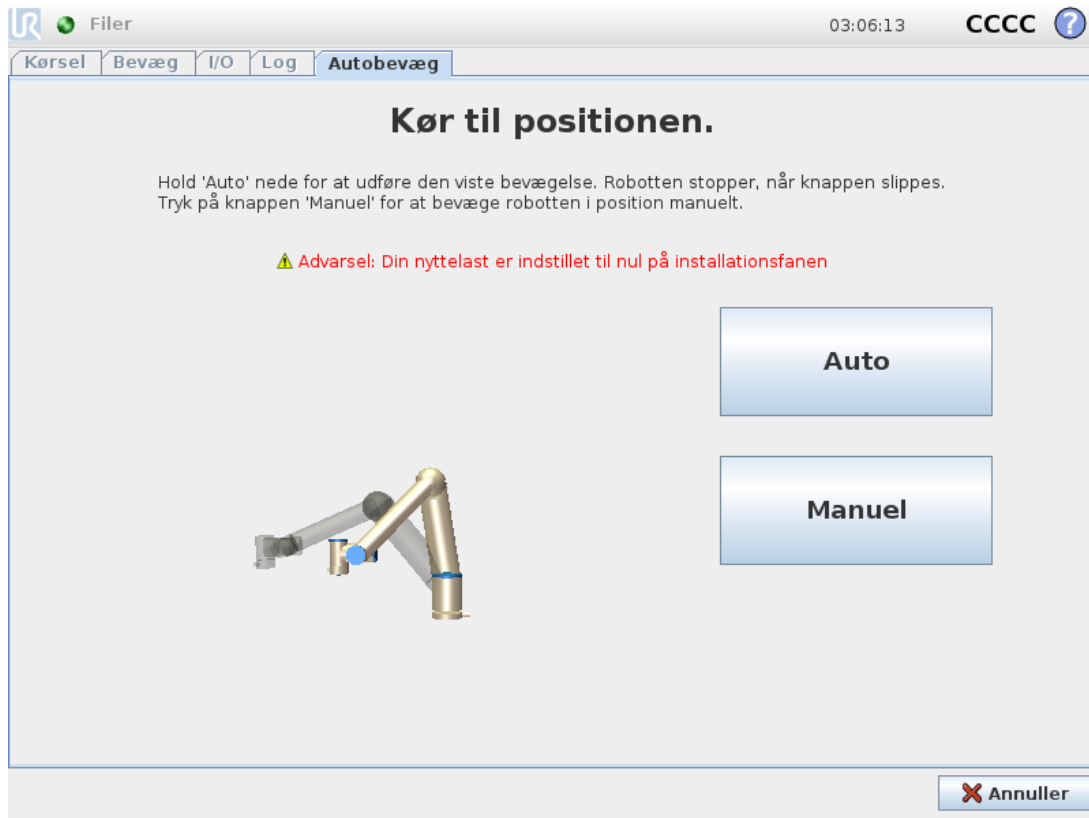 UR Filer 03:06:13 CCCC ?
Kørsel Bevæg I/O Log Autobevæg
Kør til positionen.
Hold 'Auto' nede for at udføre den viste bevægelse. Robotten stopper, når knappen slippes.
Tryk på knappen 'Manuel' for at bevæge robotten i position manuelt.
Advarsel: Din nyttelast er indstillet til nul på installationsfanen
Auto
Manuel
Annuller